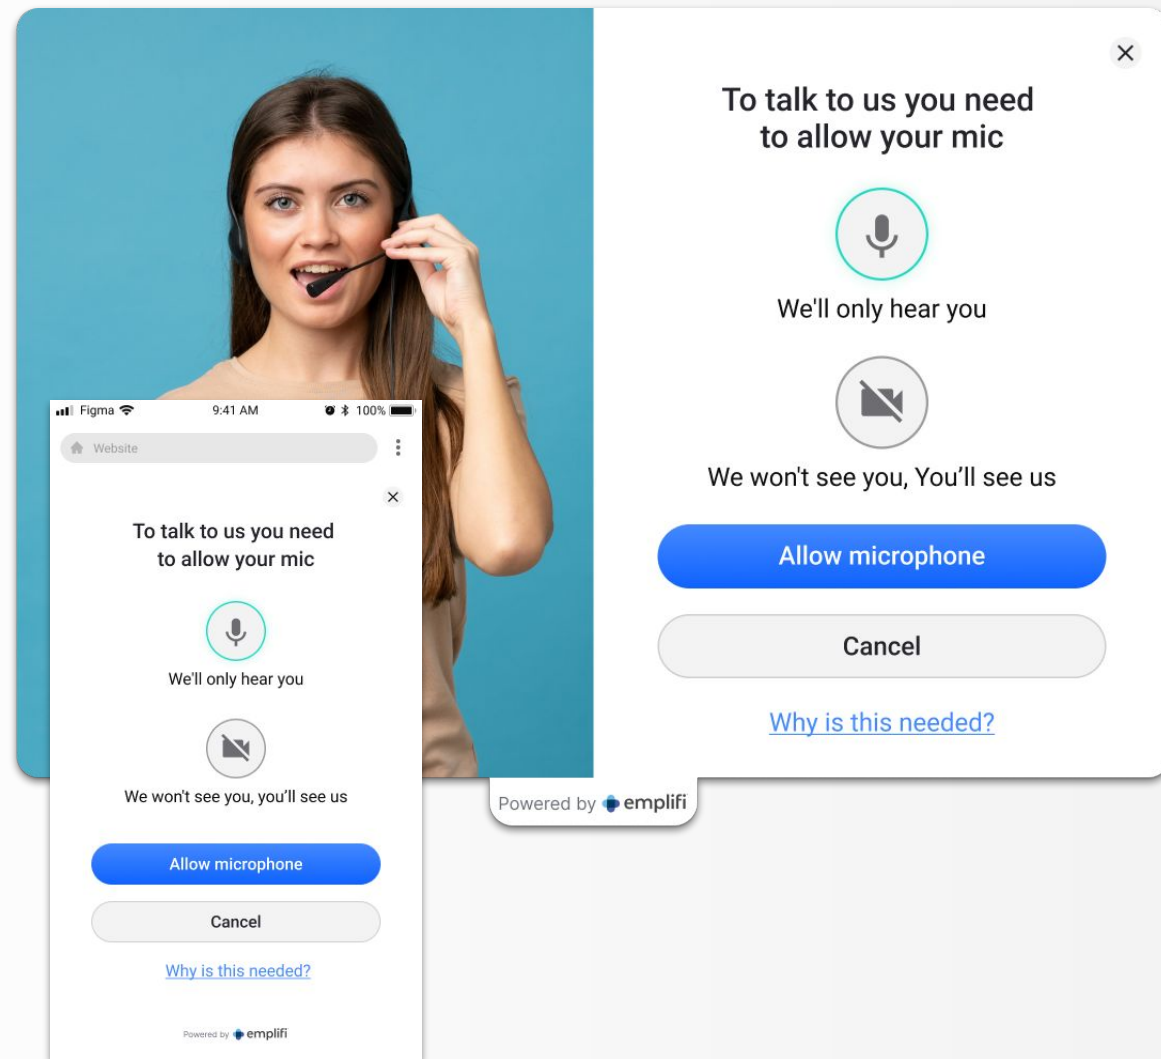 To talk to us you need
to allow your mic
We'll only hear you
We won't see you, You’ll see us
Allow microphone
Cancel
Why is this needed?
Powered by emplifi
Figma 9:41 AM 100%
Website
To talk to us you need
to allow your mic
We'll only hear you
We won't see you, you’ll see us
Allow microphone
Cancel
Why is this needed?
Powered by emplifi